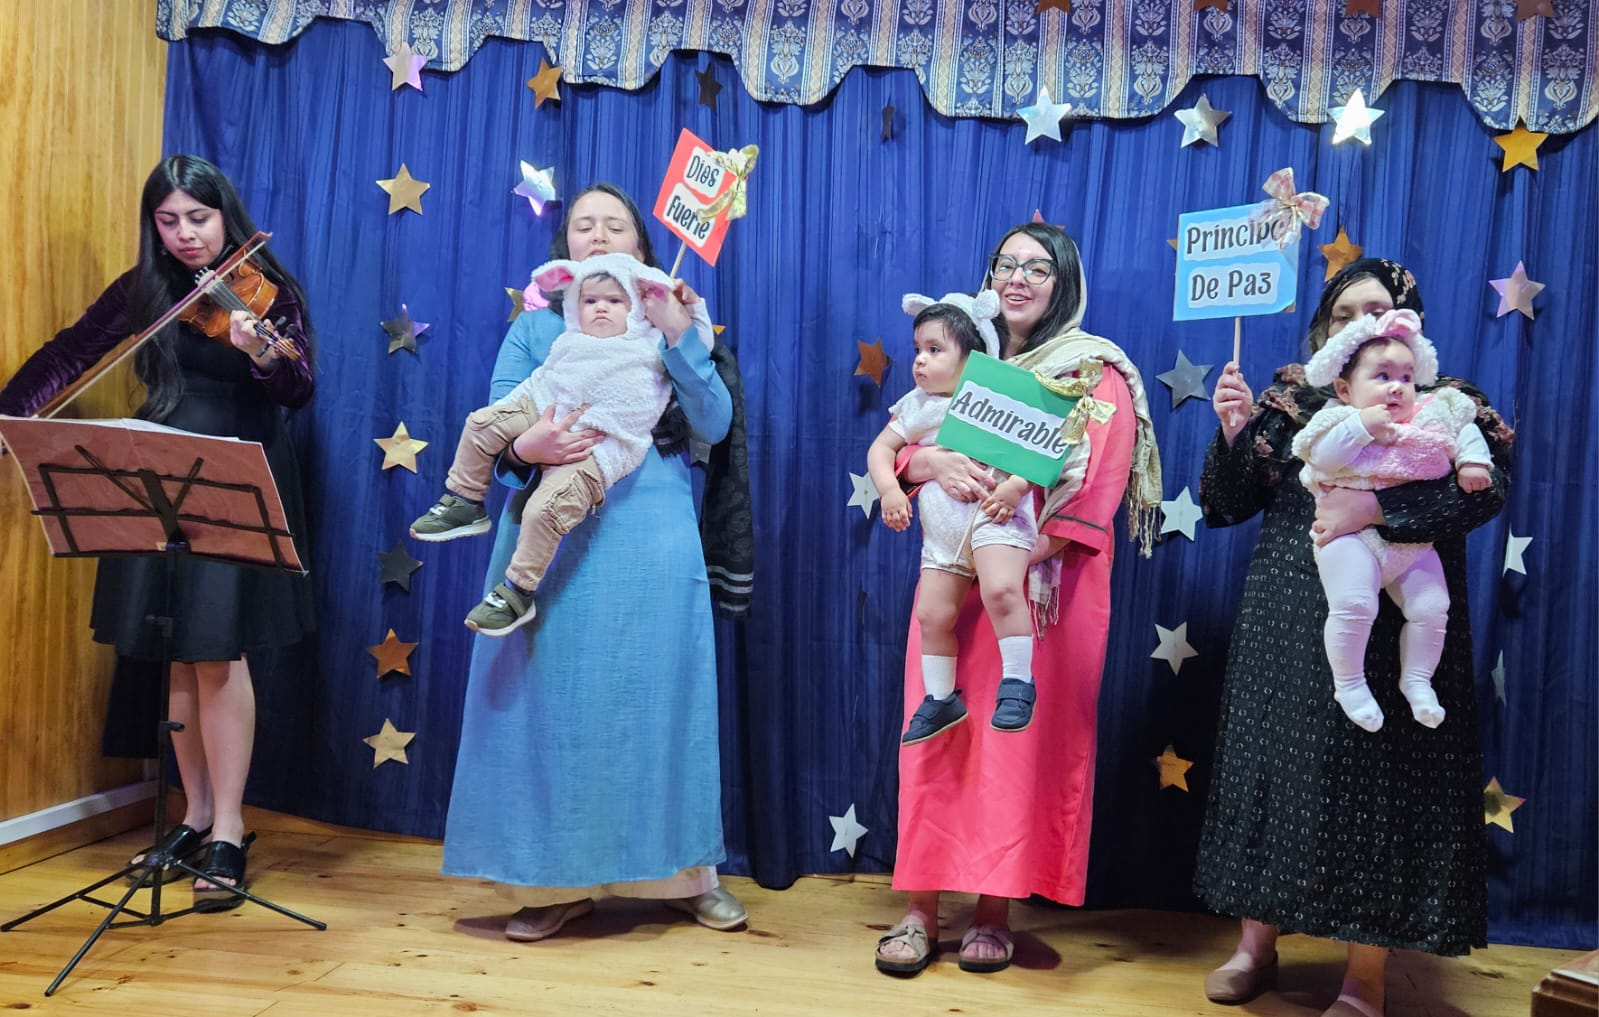 Dios
Fuerte
Admirable
Principe
De Paz